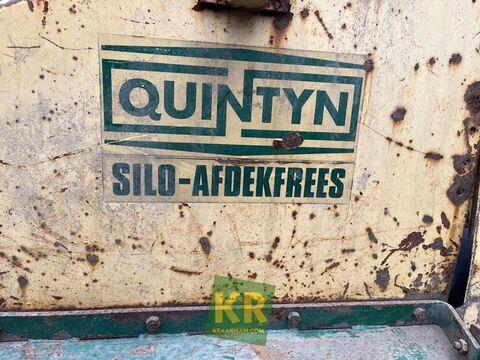 QUINTYN
SILO-AFDEKFREES
KR
KRAAKMAN.COM